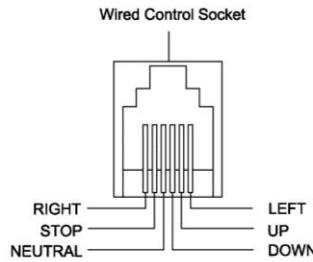 Wired Control Socket
RIGHT
LEFT
STOP
UP
NEUTRAL
DOWN